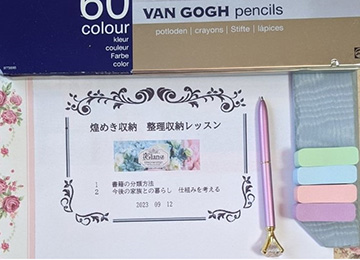 60
colour
kleur
couleur
Farbe
color
VAN GOGH pencils
potloden | crayons | Stifte | lápices
煌めき収納 整理収納レッスン
1 書籍の分類方法
2 今後の家族との暮らし 仕組みを考える
2023 09 12